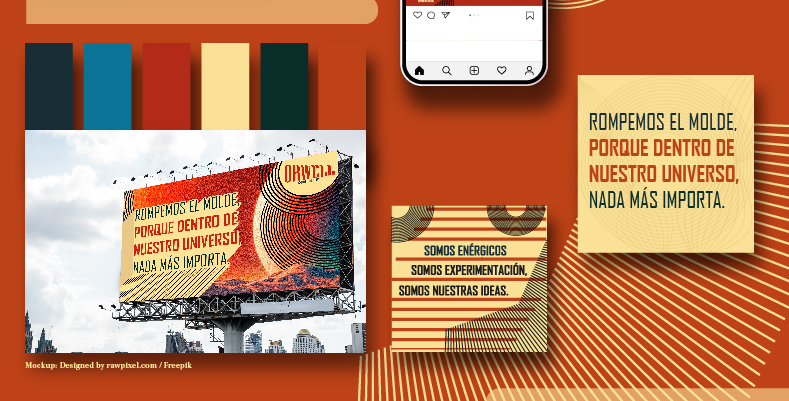 ORWELL
ROMPEMOS EL MOLDE,
PORQUE DENTRO DE
NUESTRO UNIVERSO,
NADA MÁS IMPORTA.
SOMOS ENÉRGICOS
SOMOS EXPERIMENTACIÓN,
SOMOS NUESTRAS IDEAS.
ROMPEMOS EL MOLDE,
PORQUE DENTRO DE
NUESTRO UNIVERSO,
NADA MÁS IMPORTA.
Mockup: Designed by rawpixel.com / Freepik